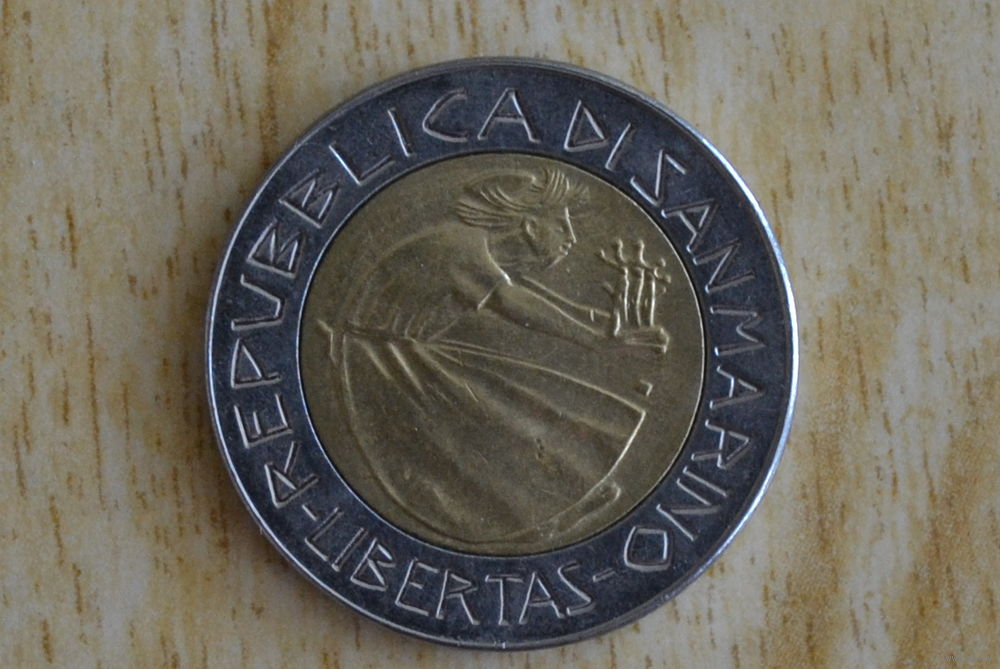 REPUBBLICA DI SAN MARINO
-LIBERTAS-